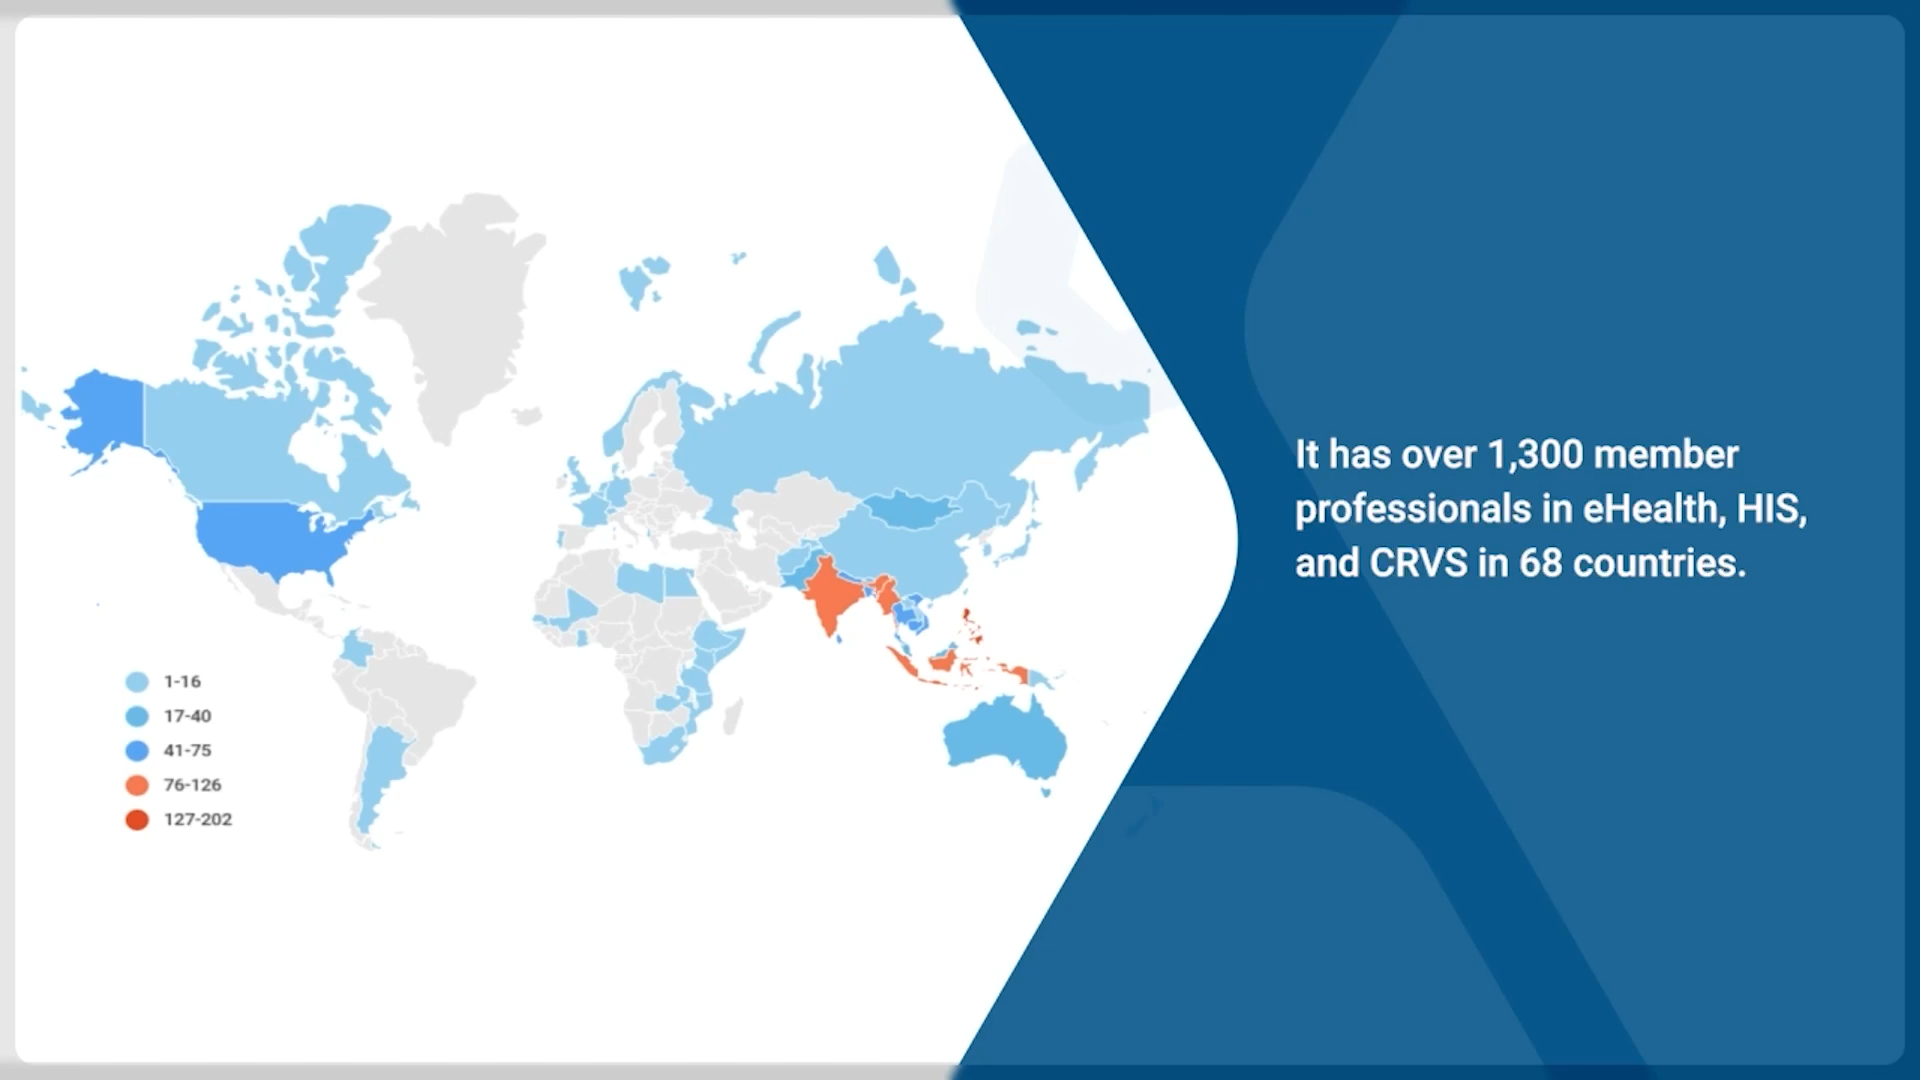 1-16
17-40
41-75
76-126
127-202
It has over 1,300 member
professionals in eHealth, HIS,
and CRVS in 68 countries.